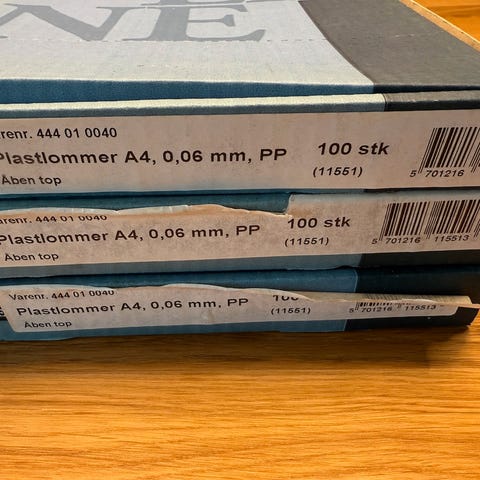 NE
Varenr. 444 01 0040
Plastlommer A4, 0,06 mm, PP 100 stk
Åben top (11551)
5 701216
Varenr. 444 01 0040
Plastlommer A4, 0,06 mm, PP 100 stk
Åben top (11551)
5 701216 115513
Varenr. 444 01 0040
Plastlommer A4, 0,06 mm, PP
Åben top (11551)
5 701216 115513